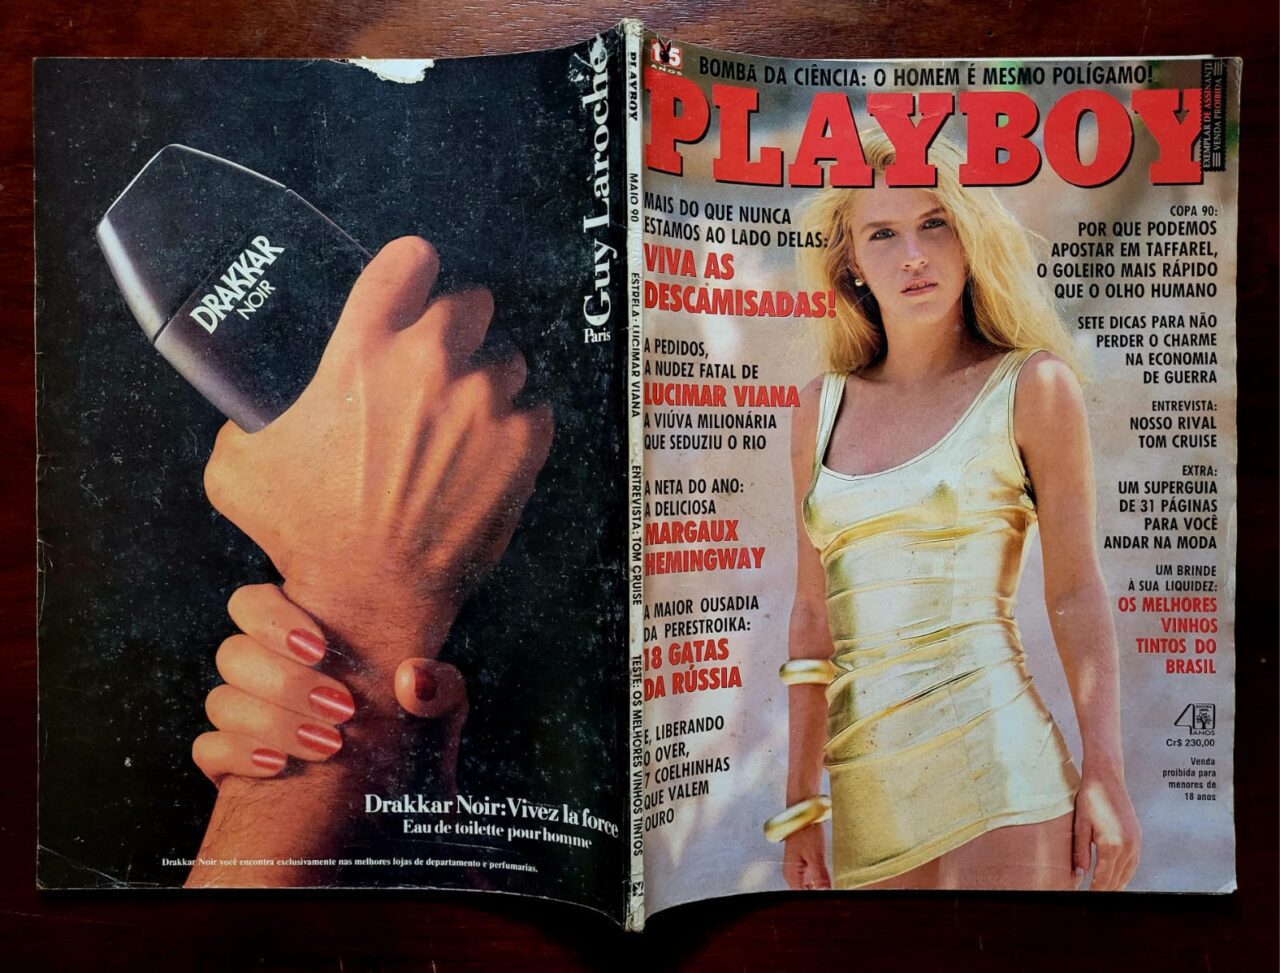 DRAKKAR
NOIR
Paris Guy Laroche
Drakkar Noir: Vivez la force
Eau de toilette pour homme
Drakkar Noir você encontra exclusivamente nas melhores lojas de departamento e perfumarias.
PLAYBOY
MAIO 90
ESTRELA: LUCIMAR VIANA
ENTREVISTA: TOM CRUISE
TESTE: OS MELHORES VINHOS TINTOS
15
ANOS
BOMBA DA CIÊNCIA: O HOMEM É MESMO POLÍGAMO!
PLAYBOY
EXEMPLAR DE ASSINANTE
VENDA PROIBIDA
MAIS DO QUE NUNCA
ESTAMOS AO LADO DELAS:
VIVA AS
DESCAMISADAS!
A PEDIDOS,
A NUDEZ FATAL DE
LUCIMAR VIANA
A VIÚVA MILIONÁRIA
QUE SEDUZIU O RIO
A NETA DO ANO:
A DELICIOSA
MARGAUX
HEMINGWAY
A MAIOR OUSADIA
DA PERESTROIKA:
18 GATAS
DA RÚSSIA
E, LIBERANDO
O OVER,
7 COELHINHAS
QUE VALEM
OURO
COPA 90:
POR QUE PODEMOS
APOSTAR EM TAFFAREL,
O GOLEIRO MAIS RÁPIDO
QUE O OLHO HUMANO
SETE DICAS PARA NÃO
PERDER O CHARME
NA ECONOMIA
DE GUERRA
ENTREVISTA:
NOSSO RIVAL
TOM CRUISE
EXTRA:
UM SUPERGUIA
DE 31 PÁGINAS
PARA VOCÊ
ANDAR NA MODA
UM BRINDE
À SUA LIQUIDEZ:
OS MELHORES
VINHOS
TINTOS DO
BRASIL
40
ANOS
Cr$ 230,00
Venda
proibida para
menores de
18 anos